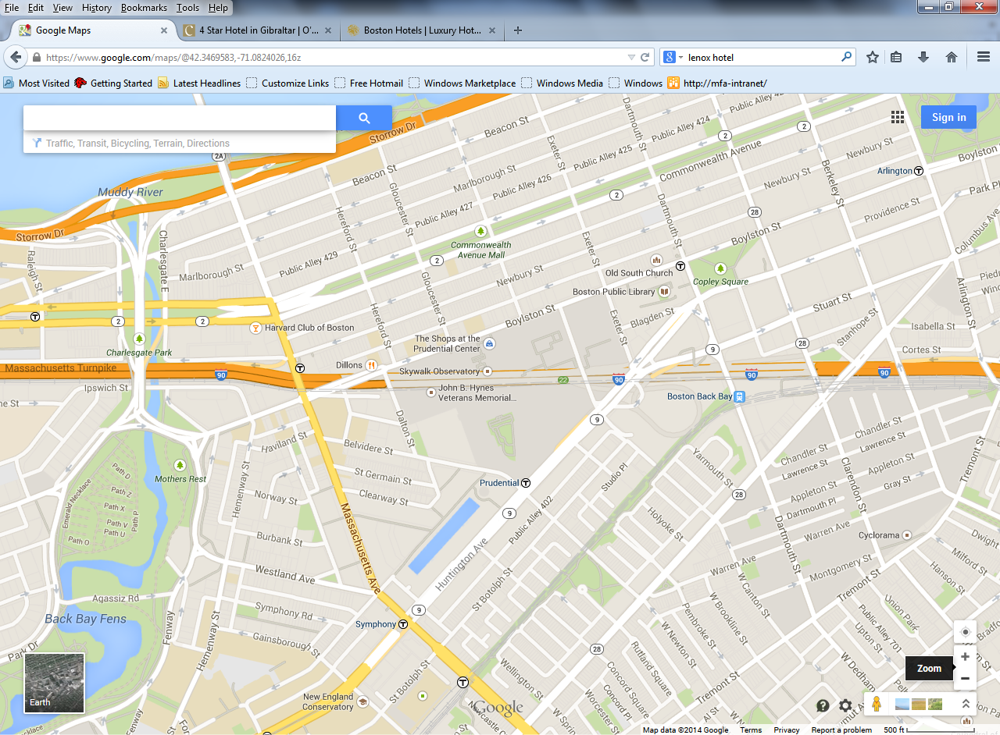 File Edit View History Bookmarks Tools Help
Google Maps
4 Star Hotel in Gibraltar | O'...
Boston Hotels | Luxury Hot...
https://www.google.com/maps/@42.3469583,-71.0824026,16z
lenox hotel
Most Visited Getting Started Latest Headlines Customize Links Free Hotmail Windows Marketplace Windows Media Windows http://mfa-intranet/
Traffic, Transit, Bicycling, Terrain, Directions
Sign in
Storrow Dr
Beacon St
Dartmouth St
Public Alley 424
2
2
Commonwealth Avenue
Newbury St
Boylston
Arlington
T
2A
Exeter St
Public Alley 425
Marlborough St
Public Alley 426
Beacon St
Gloucester St
Berkeley St
Newbury St
Park Pl
Muddy River
Public Alley 427
2
Dartmouth St
28
Providence St
Columbus Ave
Storrow Dr
Charlesgate E
Hereford St
Commonwealth
Avenue Mall
Exeter St
Boylston St
Raleigh St
Marlborough St
Public Alley 429
2
Newbury St
Old South Church
T
Copley Square
Boston Public Library
Gloucester St
Stuart St
Arlington St
T
2
2
Harvard Club of Boston
Hereford St
Boylston St
Exeter St
Blagden St
Stanhope St
Isabella St
Charlesgate Park
The Shops at the
Prudential Center
9
28
Cortes St
Massachusetts Turnpike
90
T
Dillons
Skywalk Observatory
22
90
90
90
Ipswich St
John B. Hynes
Veterans Memorial...
Boston Back Bay
ne St
Dalton St
9
Haviland St
Belvidere St
Chandler St
Lawrence St
Chandler St
Lawrence St
Appleton St
Gray St
Tremont St
Mothers Rest
Path D
Path Z
Path X
Path V
Path U
Path P
Path O
Emerald Necklace
Hemenway St
St Germain St
Clearway St
Norway St
Prudential
T
Studio Pl
Yarmouth St
28
Clarendon St
Appleton St
Dartmouth Pl
Warren Ave
9
Public Alley 402
Holyoke St
Dartmouth St
Cyclorama
Burbank St
Massachusetts Ave
Huntington Ave
Warren Ave
Montgomery St
Dwight
Milford St
Hanson St
Westland Ave
St Botolph St
W Canton St
Tremont St
Agassiz Rd
Symphony Rd
9
Union Park
Back Bay Fens
Fenway
Hemenway St
Symphony
T
Pembroke St
W Brookline St
Upton St
Public Alley 701
Park Dr
Gainsborough St
28
W Newton St
Rutland Square
Concord Square
Wellington St
W Dedham
Zoom
Earth
St Botolph St
T
Tremont St
New England
Conservatory
Google
Map data ©2014 Google Terms Privacy Report a problem 500 ft